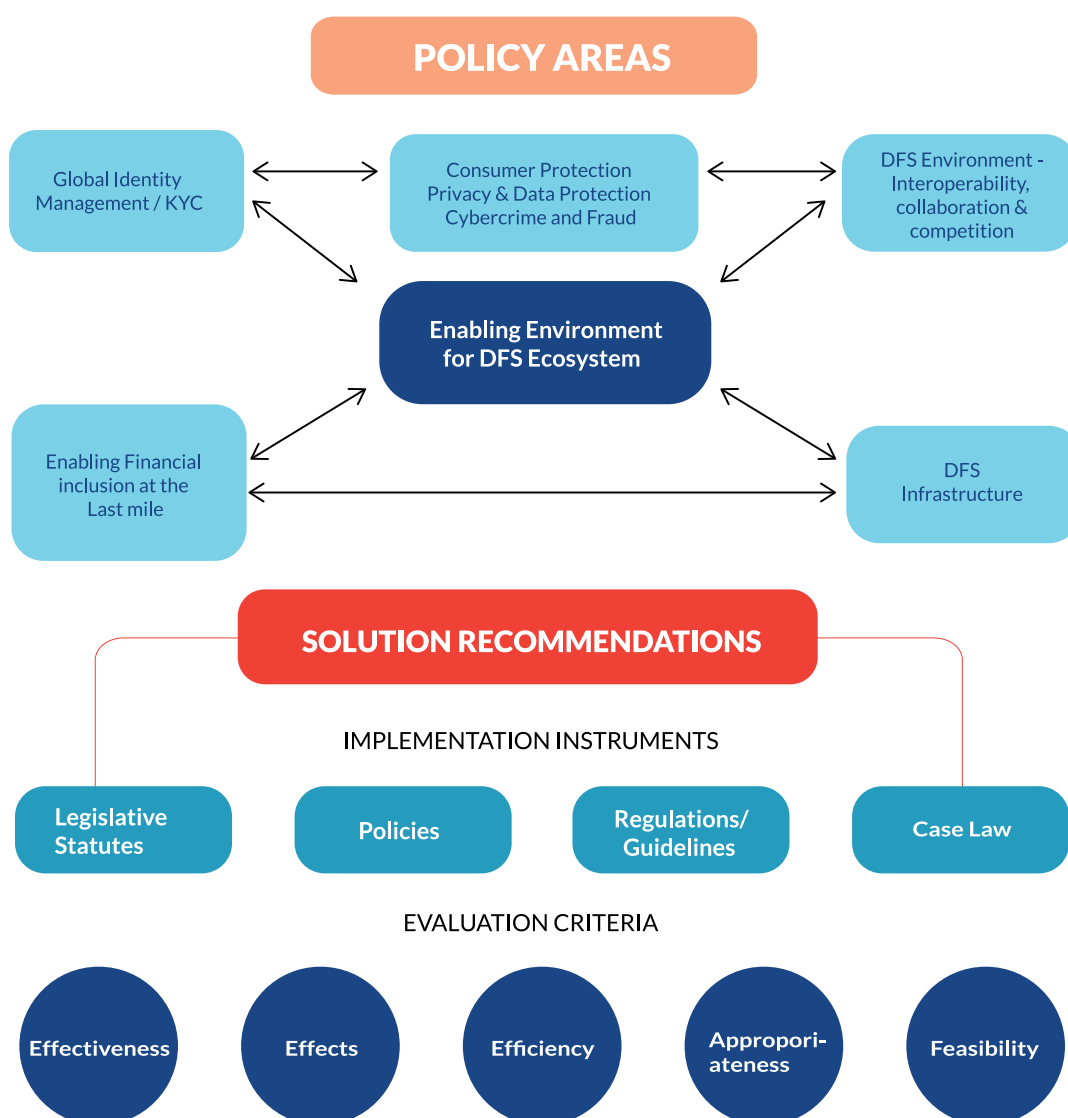 POLICY AREAS
Global Identity
Management / KYC
Consumer Protection
Privacy & Data Protection
Cybercrime and Fraud
DFS Environment -
Interoperability,
collaboration &
competition
Enabling Environment
for DFS Ecosystem
Enabling Financial
inclusion at the
Last mile
DFS
Infrastructure
SOLUTION RECOMMENDATIONS
IMPLEMENTATION INSTRUMENTS
Legislative
Statutes
Policies
Regulations/
Guidelines
Case Law
EVALUATION CRITERIA
Effectiveness
Effects
Efficiency
Appropori-
ateness
Feasibility